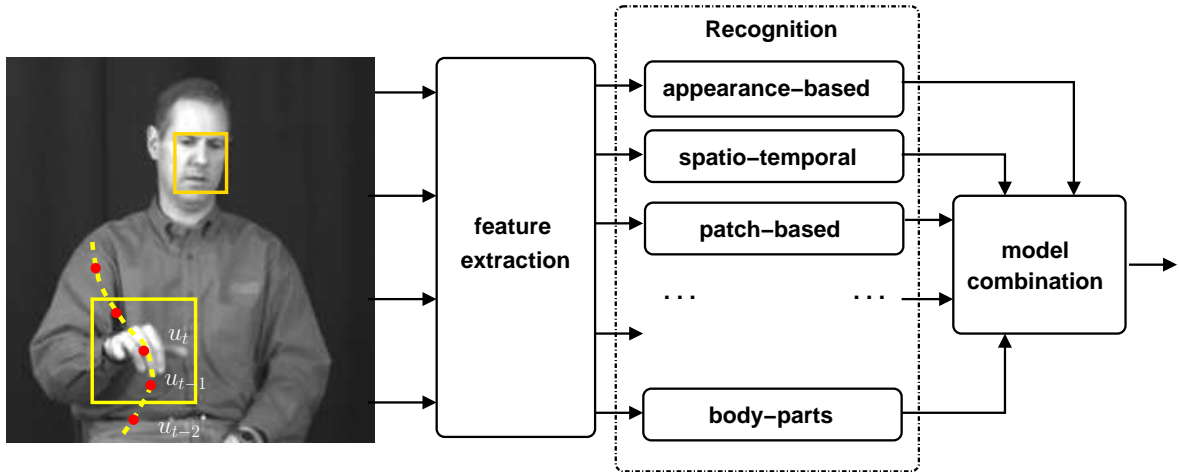 Recognition
appearance−based
spatio−temporal
patch−based
. . . . . .
body−parts
feature
extraction
model
combination
u_t
u_{t−1}
u_{t−2}